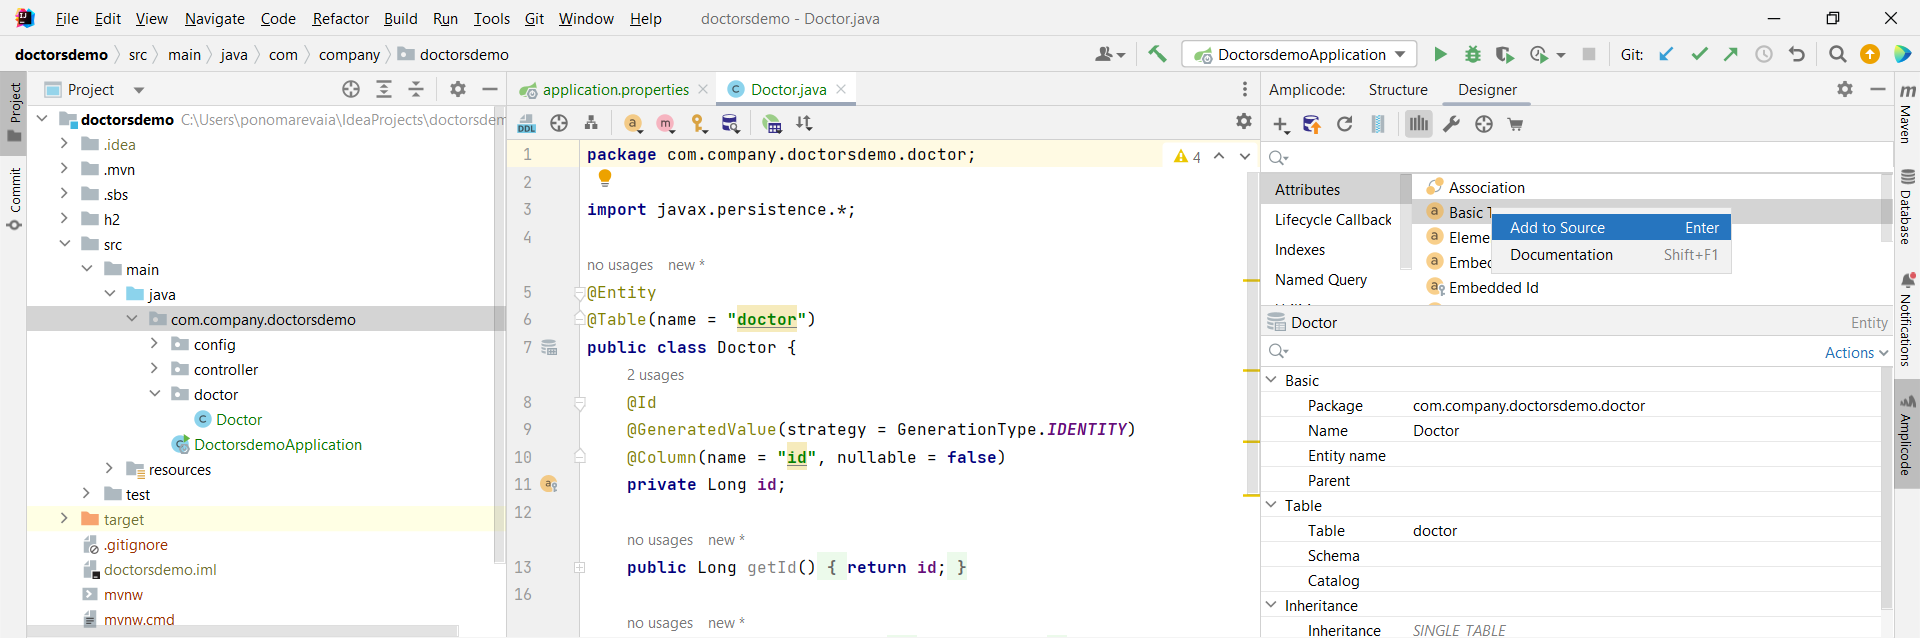 File Edit View Navigate Code Refactor Build Run Tools Git Window Help doctorsdemo - Doctor.java
doctorsdemo src main java com company doctorsdemo DoctorsdemoApplication Git:
Project
Commit
Project
doctorsdemo C:\Users\ponomarevaia\IdeaProjects\doctorsdem
.idea
.mvn
.sbs
h2
src
main
java
com.company.doctorsdemo
config
controller
doctor
Doctor
DoctorsdemoApplication
resources
test
target
.gitignore
doctorsdemo.iml
mvnw
mvnw.cmd
application.properties Doctor.java
DDL
4
1 package com.company.doctorsdemo.doctor;
2
3 import javax.persistence.*;
4
no usages new *
5 @Entity
6 @Table(name = "doctor")
7 public class Doctor {
2 usages
8 @Id
9 @GeneratedValue(strategy = GenerationType.IDENTITY)
10 @Column(name = "id", nullable = false)
11 private Long id;
12
no usages new *
13 public Long getId() { return id; }
16
no usages new *
Amplicode: Structure Designer
Attributes
Lifecycle Callback
Indexes
Named Query
Association
Basic
Eleme
Embec
Embedded Id
Add to Source Enter
Documentation Shift+F1
Doctor Entity
Actions
Basic
Package com.company.doctorsdemo.doctor
Name Doctor
Entity name
Parent
Table
Table doctor
Schema
Catalog
Inheritance
Inheritance SINGLE_TABLE
Maven
Database
Notifications
Amplicode